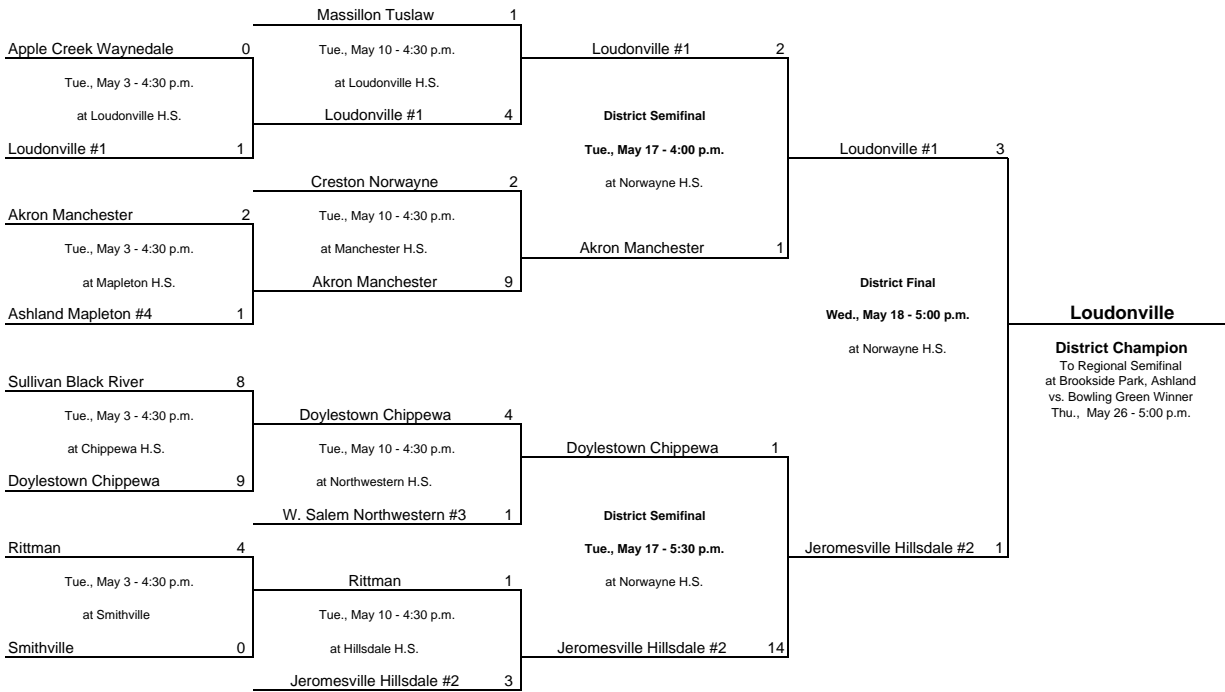 Massillon Tuslaw 1
Apple Creek Waynedale 0 Tue., May 10 - 4:30 p.m. Loudonville #1 2
Tue., May 3 - 4:30 p.m. at Loudonville H.S.
at Loudonville H.S. Loudonville #1 4 District Semifinal
Loudonville #1 1 Tue., May 17 - 4:00 p.m. Loudonville #1 3
Creston Norwayne 2 at Norwayne H.S.
Akron Manchester 2 Tue., May 10 - 4:30 p.m.
Tue., May 3 - 4:30 p.m. at Manchester H.S. Akron Manchester 1
at Mapleton H.S. Akron Manchester 9 District Final
Ashland Mapleton #4 1 Wed., May 18 - 5:00 p.m. Loudonville
at Norwayne H.S. District Champion
To Regional Semifinal
Sullivan Black River 8 at Brookside Park, Ashland
vs. Bowling Green Winner
Tue., May 3 - 4:30 p.m. Doylestown Chippewa 4 Thu., May 26 - 5:00 p.m.
at Chippewa H.S. Tue., May 10 - 4:30 p.m. Doylestown Chippewa 1
Doylestown Chippewa 9 at Northwestern H.S.
W. Salem Northwestern #3 1 District Semifinal
Rittman 4 Tue., May 17 - 5:30 p.m. Jeromesville Hillsdale #2 1
Tue., May 3 - 4:30 p.m. Rittman 1 at Norwayne H.S.
at Smithville Tue., May 10 - 4:30 p.m.
Smithville 0 at Hillsdale H.S. Jeromesville Hillsdale #2 14
Jeromesville Hillsdale #2 3